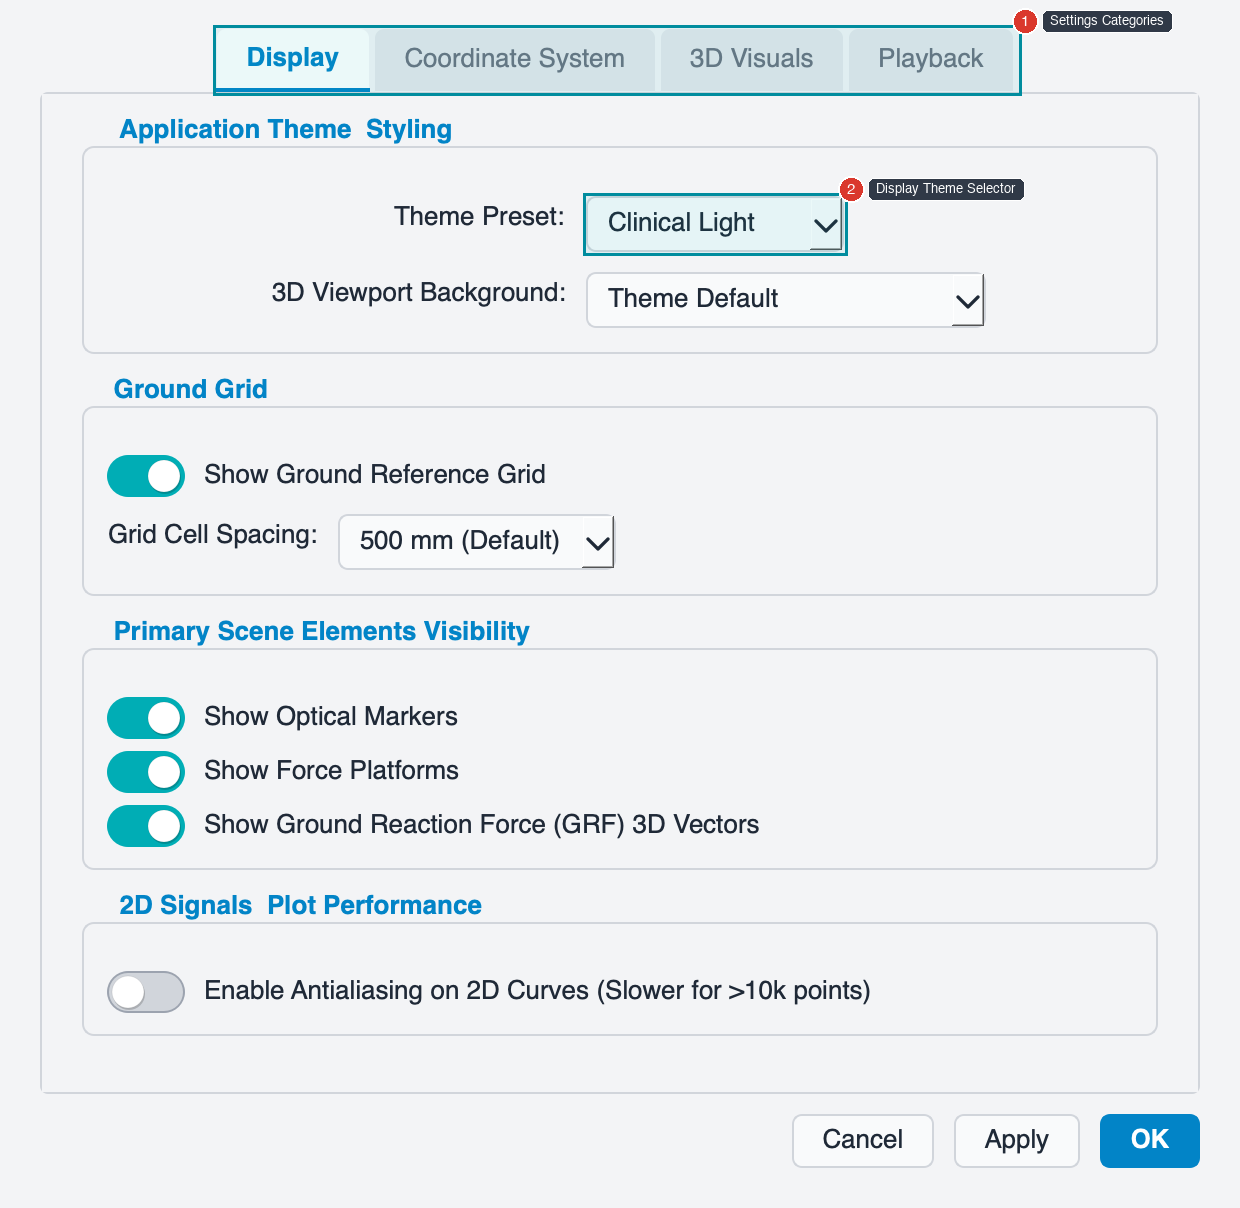 1 Settings Categories
Display Coordinate System 3D Visuals Playback
Application Theme  Styling
2 Display Theme Selector
Theme Preset: Clinical Light
3D Viewport Background: Theme Default
Ground Grid
Show Ground Reference Grid
Grid Cell Spacing: 500 mm (Default)
Primary Scene Elements Visibility
Show Optical Markers
Show Force Platforms
Show Ground Reaction Force (GRF) 3D Vectors
2D Signals  Plot Performance
Enable Antialiasing on 2D Curves (Slower for >10k points)
Cancel Apply OK